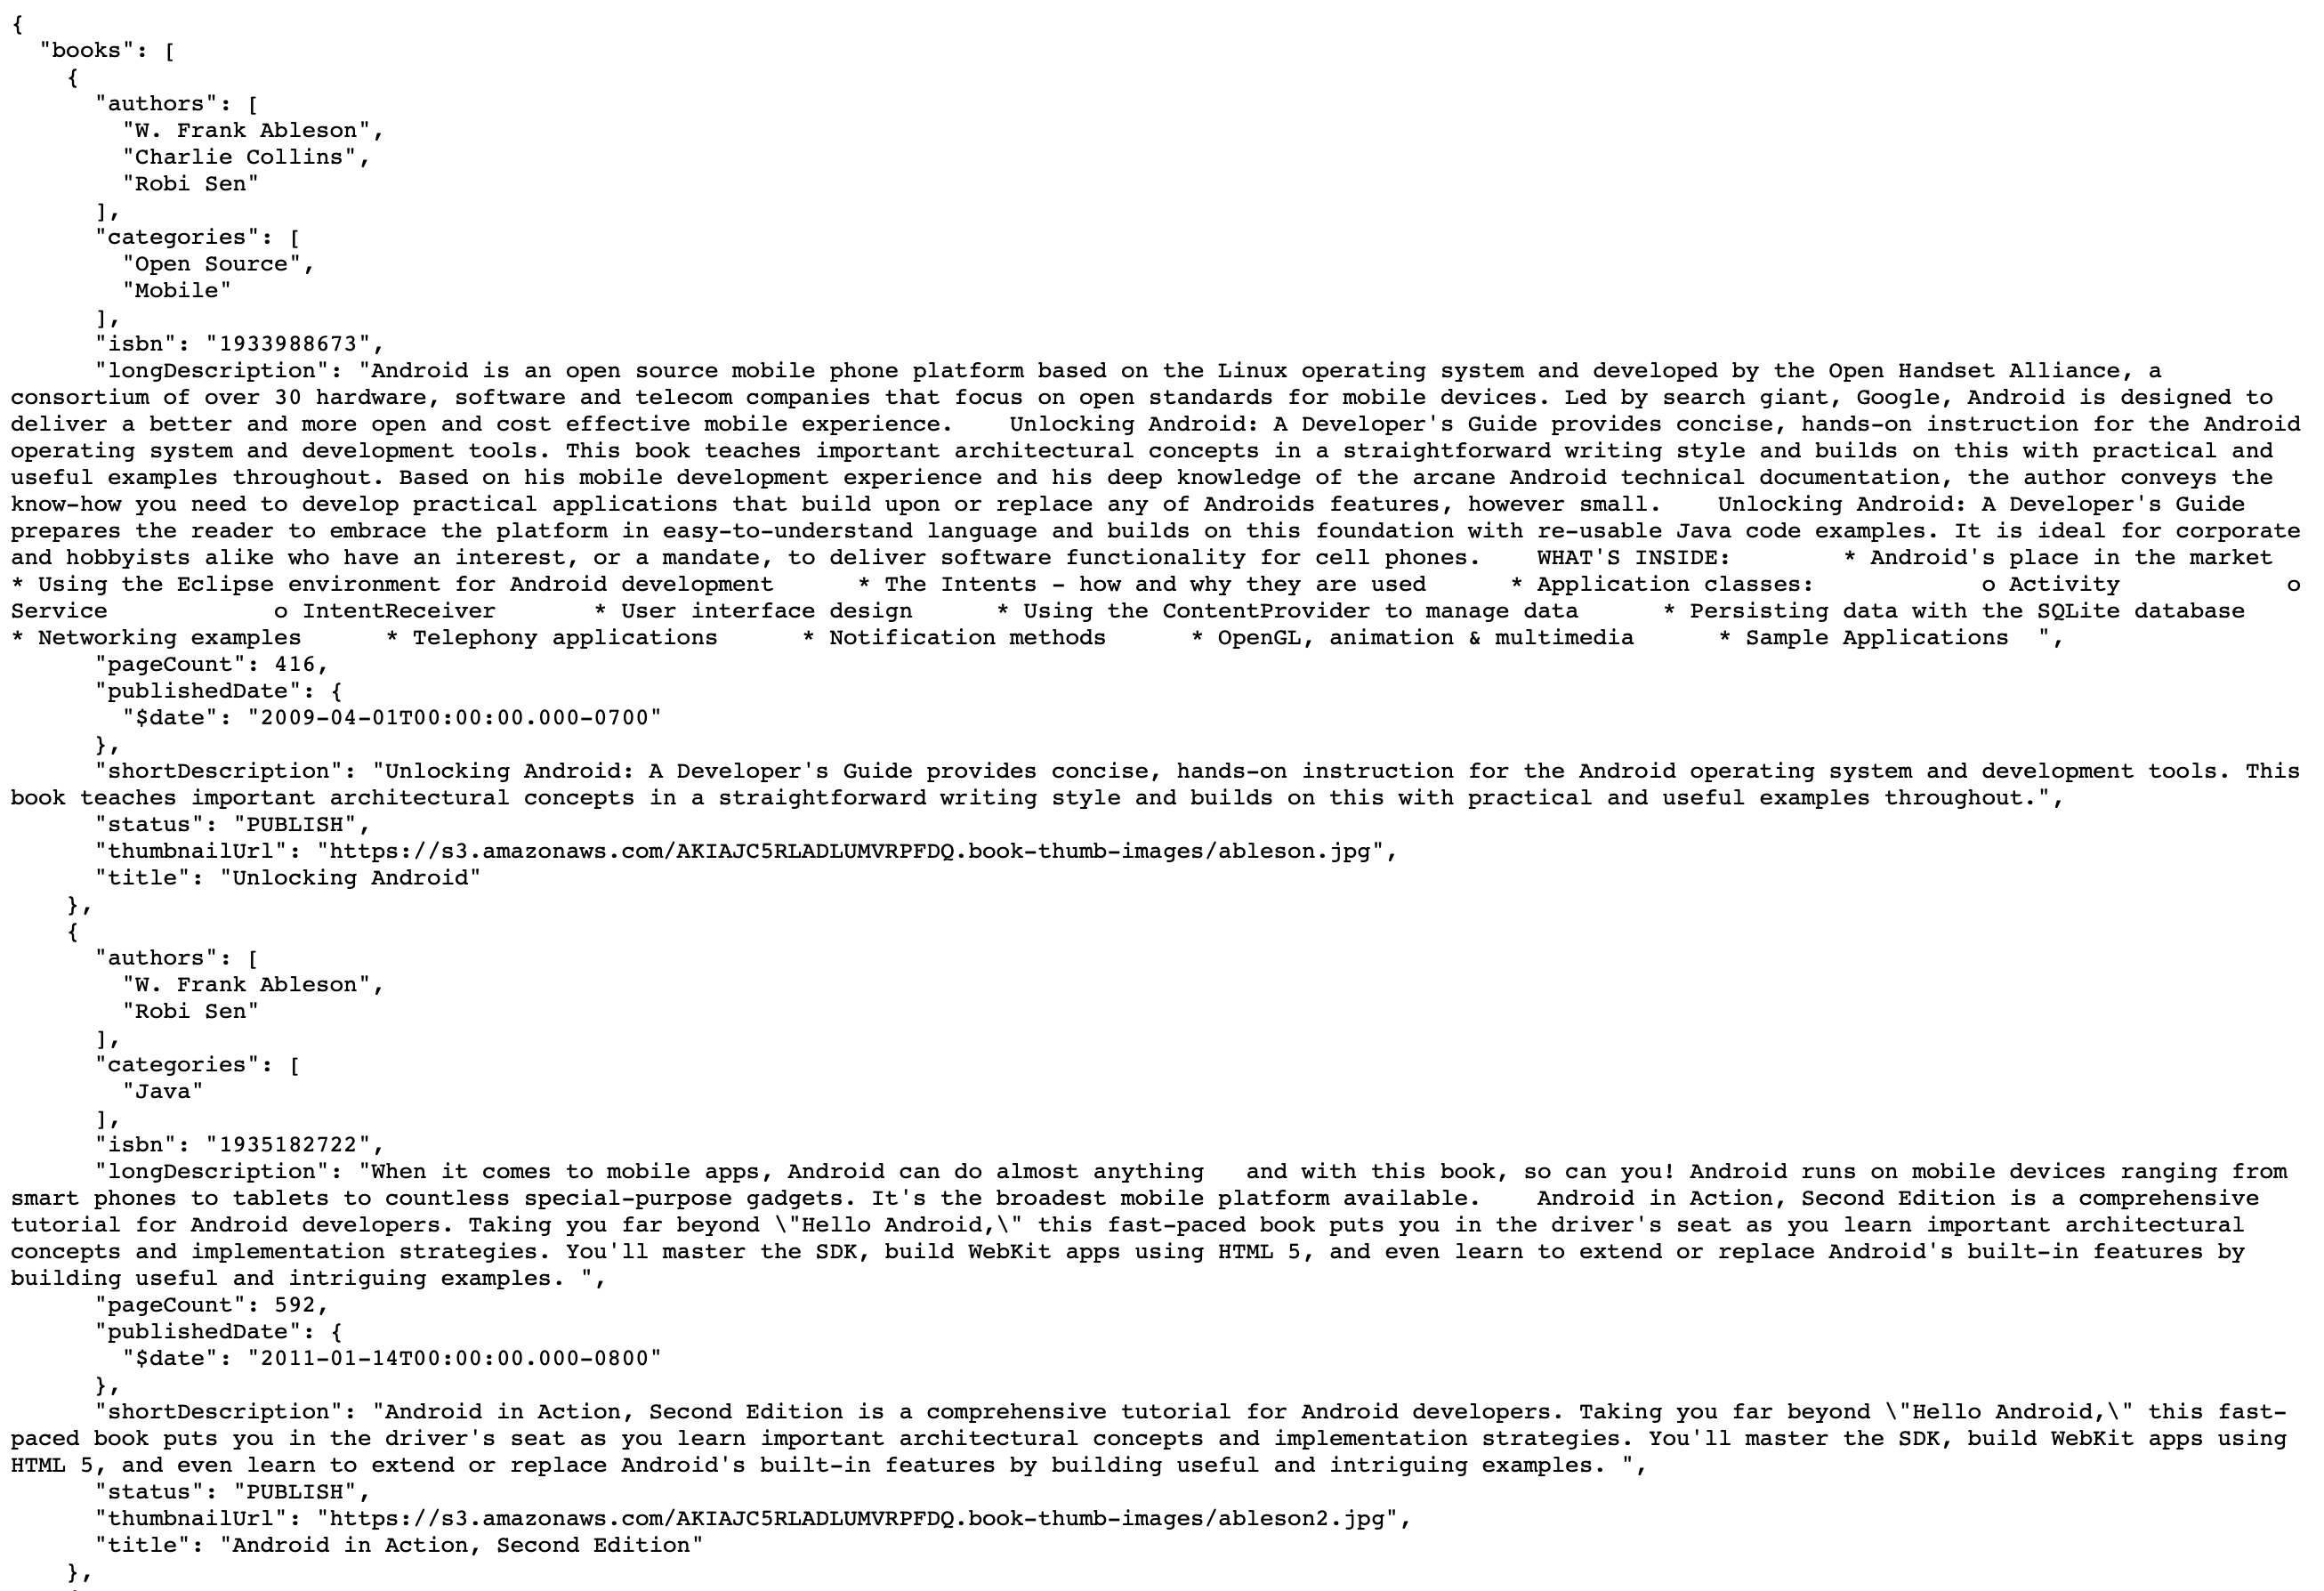 {
  "books": [
    {
      "authors": [
        "W. Frank Ableson",
        "Charlie Collins",
        "Robi Sen"
      ],
      "categories": [
        "Open Source",
        "Mobile"
      ],
      "isbn": "1933988673",
      "longDescription": "Android is an open source mobile phone platform based on the Linux operating system and developed by the Open Handset Alliance, a
consortium of over 30 hardware, software and telecom companies that focus on open standards for mobile devices. Led by search giant, Google, Android is designed to
deliver a better and more open and cost effective mobile experience.    Unlocking Android: A Developer's Guide provides concise, hands-on instruction for the Android
operating system and development tools. This book teaches important architectural concepts in a straightforward writing style and builds on this with practical and
useful examples throughout. Based on his mobile development experience and his deep knowledge of the arcane Android technical documentation, the author conveys the
know-how you need to develop practical applications that build upon or replace any of Androids features, however small.    Unlocking Android: A Developer's Guide
prepares the reader to embrace the platform in easy-to-understand language and builds on this foundation with re-usable Java code examples. It is ideal for corporate
and hobbyists alike who have an interest, or a mandate, to deliver software functionality for cell phones.    WHAT'S INSIDE:        * Android's place in the market
* Using the Eclipse environment for Android development      * The Intents - how and why they are used      * Application classes:            o Activity            o
Service            o IntentReceiver       * User interface design      * Using the ContentProvider to manage data      * Persisting data with the SQLite database
* Networking examples      * Telephony applications      * Notification methods      * OpenGL, animation & multimedia      * Sample Applications  ",
      "pageCount": 416,
      "publishedDate": {
        "$date": "2009-04-01T00:00:00.000-0700"
      },
      "shortDescription": "Unlocking Android: A Developer's Guide provides concise, hands-on instruction for the Android operating system and development tools. This
book teaches important architectural concepts in a straightforward writing style and builds on this with practical and useful examples throughout.",
      "status": "PUBLISH",
      "thumbnailUrl": "https://s3.amazonaws.com/AKIAJC5RLADLUMVRPFDQ.book-thumb-images/ableson.jpg",
      "title": "Unlocking Android"
    },
    {
      "authors": [
        "W. Frank Ableson",
        "Robi Sen"
      ],
      "categories": [
        "Java"
      ],
      "isbn": "1935182722",
      "longDescription": "When it comes to mobile apps, Android can do almost anything   and with this book, so can you! Android runs on mobile devices ranging from
smart phones to tablets to countless special-purpose gadgets. It's the broadest mobile platform available.    Android in Action, Second Edition is a comprehensive
tutorial for Android developers. Taking you far beyond \"Hello Android,\" this fast-paced book puts you in the driver's seat as you learn important architectural
concepts and implementation strategies. You'll master the SDK, build WebKit apps using HTML 5, and even learn to extend or replace Android's built-in features by
building useful and intriguing examples. ",
      "pageCount": 592,
      "publishedDate": {
        "$date": "2011-01-14T00:00:00.000-0800"
      },
      "shortDescription": "Android in Action, Second Edition is a comprehensive tutorial for Android developers. Taking you far beyond \"Hello Android,\" this fast-
paced book puts you in the driver's seat as you learn important architectural concepts and implementation strategies. You'll master the SDK, build WebKit apps using
HTML 5, and even learn to extend or replace Android's built-in features by building useful and intriguing examples. ",
      "status": "PUBLISH",
      "thumbnailUrl": "https://s3.amazonaws.com/AKIAJC5RLADLUMVRPFDQ.book-thumb-images/ableson2.jpg",
      "title": "Android in Action, Second Edition"
    },